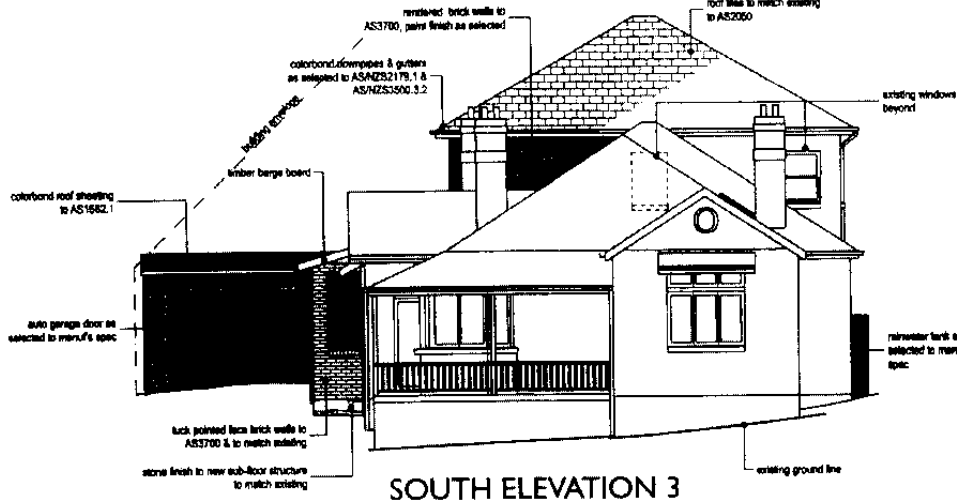 rendered brick walls to
AS3700, paint finish as selected
roof tiles to match existing
to AS2050
colorbond downpipes & gutters
as selected to AS/NZS2179.1 &
AS/NZS3500.3.2
existing windows
beyond
building envelope
timber barge board
colorbond roof sheeting
to AS1562.1
auto garage door as
selected to manuf's spec
rainwater tank
selected to
spec
tuck pointed face brick walls to
AS3700 & to match existing
stone finish to new sub-floor structure
to match existing
existing ground line
SOUTH ELEVATION 3